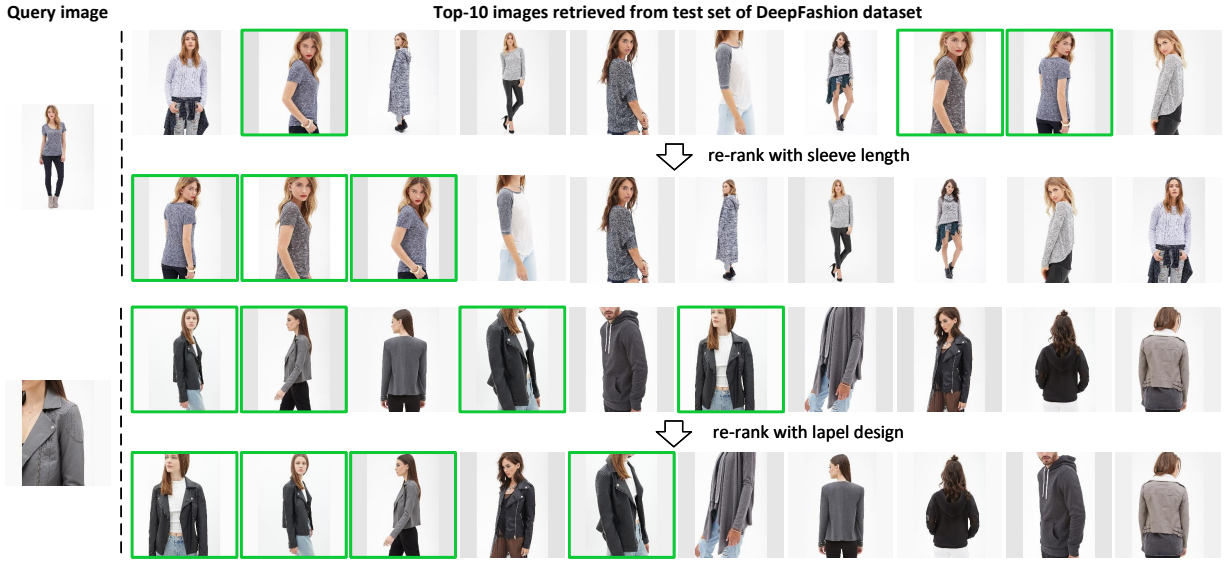 Query image
Top-10 images retrieved from test set of DeepFashion dataset
re-rank with sleeve length
re-rank with lapel design